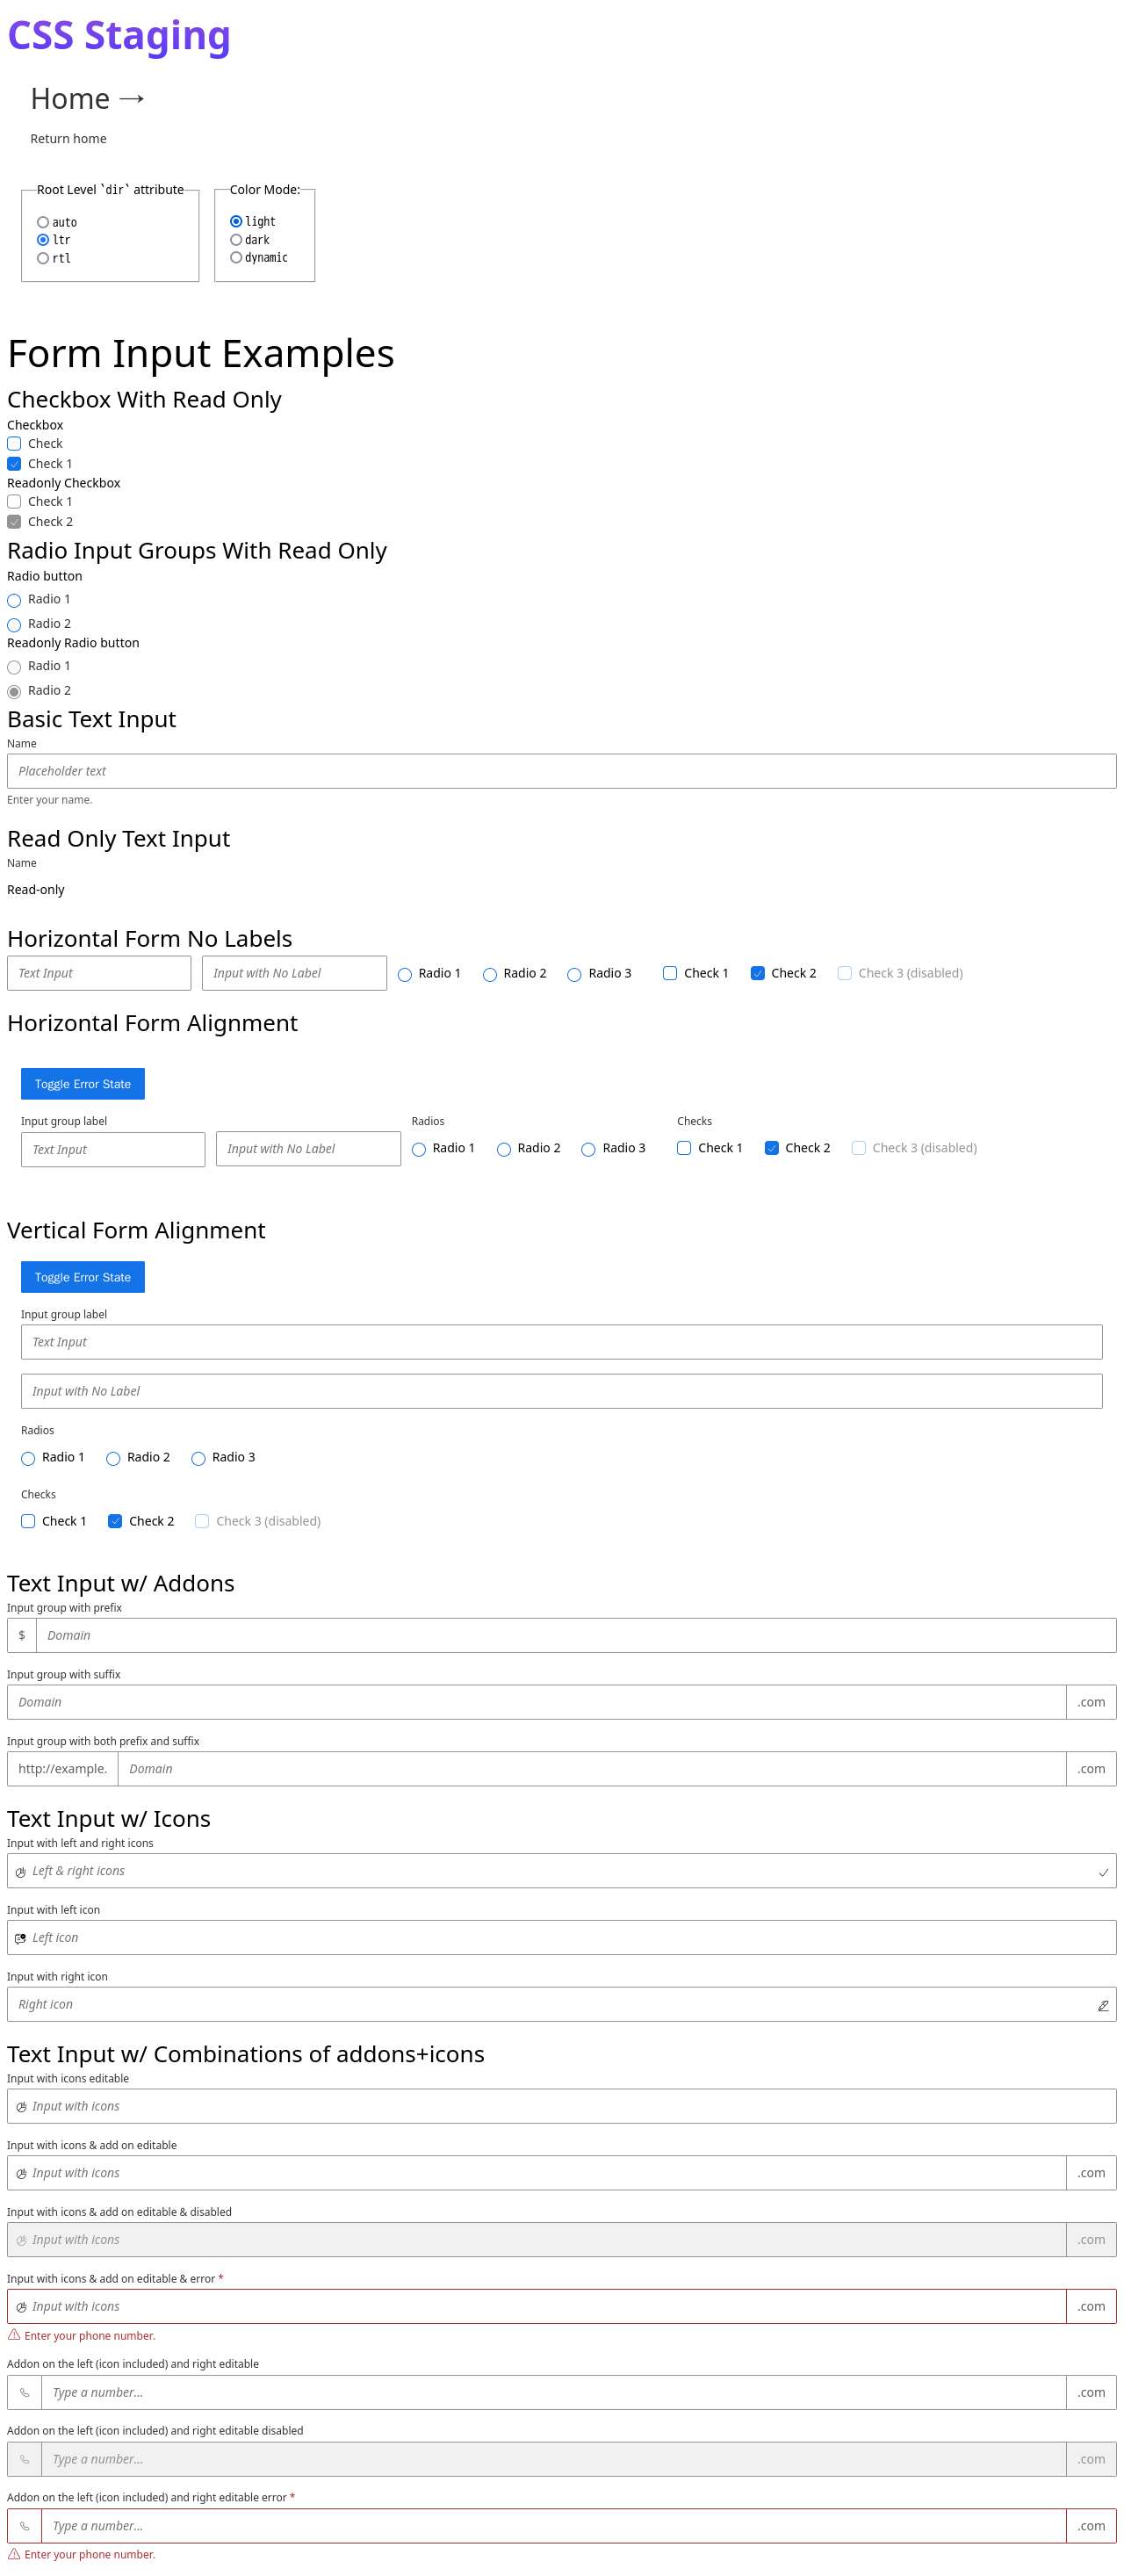 CSS Staging
Home →
Return home
Root Level `dir` attribute
auto
ltr
rtl
Color Mode:
light
dark
dynamic
Form Input Examples
Checkbox With Read Only
Checkbox
Check
Check 1
Readonly Checkbox
Check 1
Check 2
Radio Input Groups With Read Only
Radio button
Radio 1
Radio 2
Readonly Radio button
Radio 1
Radio 2
Basic Text Input
Name
Placeholder text
Enter your name.
Read Only Text Input
Name
Read-only
Horizontal Form No Labels
Text Input Input with No Label Radio 1 Radio 2 Radio 3 Check 1 Check 2 Check 3 (disabled)
Horizontal Form Alignment
Toggle Error State
Input group label Radios Checks
Text Input Input with No Label Radio 1 Radio 2 Radio 3 Check 1 Check 2 Check 3 (disabled)
Vertical Form Alignment
Toggle Error State
Input group label
Text Input
Input with No Label
Radios
Radio 1 Radio 2 Radio 3
Checks
Check 1 Check 2 Check 3 (disabled)
Text Input w/ Addons
Input group with prefix
$ Domain
Input group with suffix
Domain .com
Input group with both prefix and suffix
http://example. Domain .com
Text Input w/ Icons
Input with left and right icons
Left & right icons
Input with left icon
Left icon
Input with right icon
Right icon
Text Input w/ Combinations of addons+icons
Input with icons editable
Input with icons
Input with icons & add on editable
Input with icons .com
Input with icons & add on editable & disabled
Input with icons .com
Input with icons & add on editable & error *
Input with icons .com
Enter your phone number.
Addon on the left (icon included) and right editable
Type a number... .com
Addon on the left (icon included) and right editable disabled
Type a number... .com
Addon on the left (icon included) and right editable error *
Type a number... .com
Enter your phone number.